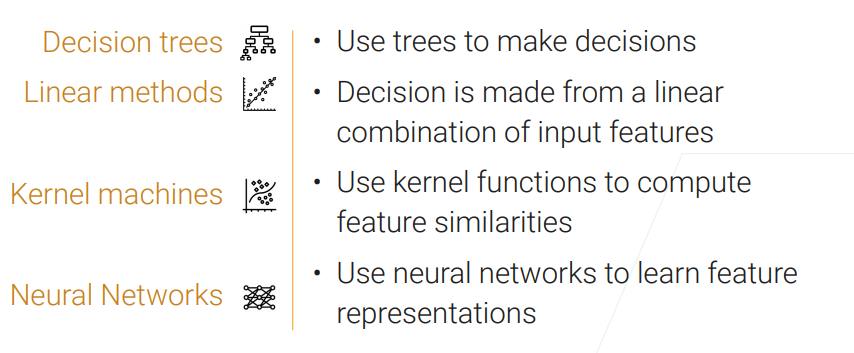 Decision trees
• Use trees to make decisions
Linear methods
• Decision is made from a linear
combination of input features
Kernel machines
• Use kernel functions to compute
feature similarities
Neural Networks
• Use neural networks to learn feature
representations